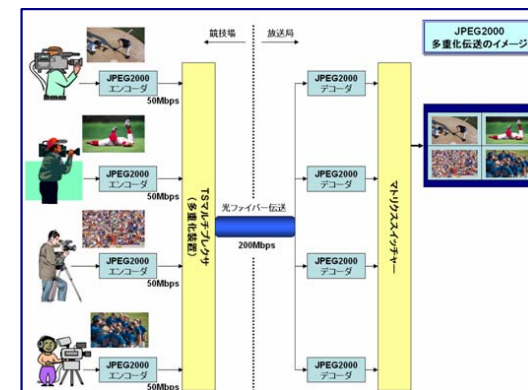 JPEG2000
多重化伝送のイメージ
競技場
放送局
JPEG2000
エンコーダ
50Mbps
JPEG2000
エンコーダ
50Mbps
JPEG2000
エンコーダ
50Mbps
JPEG2000
エンコーダ
50Mbps
TSマルチプレクサ
(多重化装置)
光ファイバー伝送
200Mbps
JPEG2000
デコーダ
JPEG2000
デコーダ
JPEG2000
デコーダ
JPEG2000
デコーダ
マトリクススイッチャー